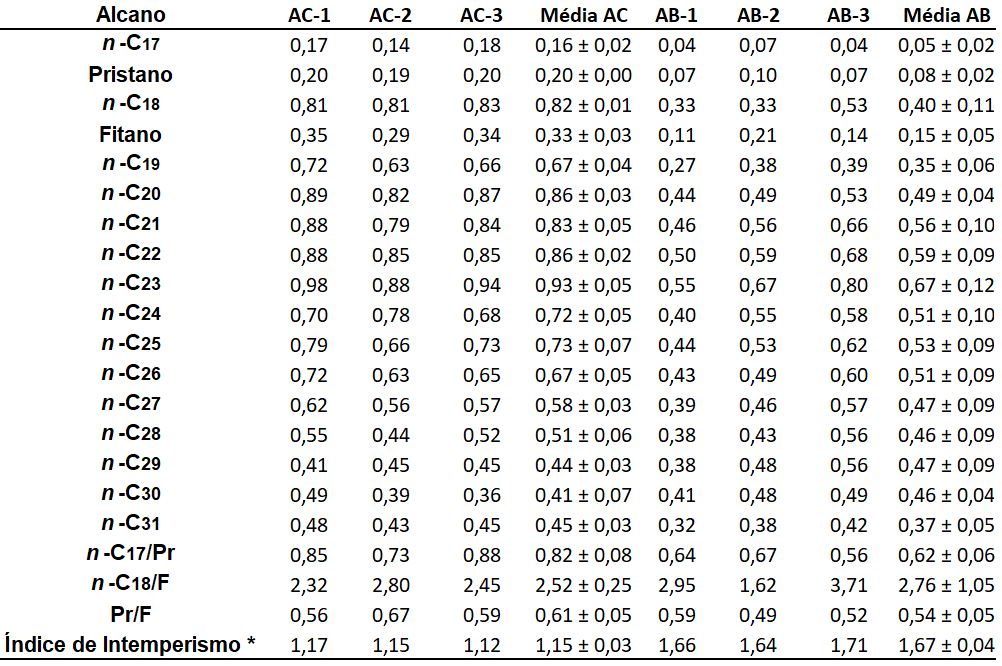 Alcano AC-1 AC-2 AC-3 Média AC AB-1 AB-2 AB-3 Média AB
n-C17 0,17 0,14 0,18 0,16 ± 0,02 0,04 0,07 0,04 0,05 ± 0,02
Pristano 0,20 0,19 0,20 0,20 ± 0,00 0,07 0,10 0,07 0,08 ± 0,02
n-C18 0,81 0,81 0,83 0,82 ± 0,01 0,33 0,33 0,53 0,40 ± 0,11
Fitano 0,35 0,29 0,34 0,33 ± 0,03 0,11 0,21 0,14 0,15 ± 0,05
n-C19 0,72 0,63 0,66 0,67 ± 0,04 0,27 0,38 0,39 0,35 ± 0,06
n-C20 0,89 0,82 0,87 0,86 ± 0,03 0,44 0,49 0,53 0,49 ± 0,04
n-C21 0,88 0,79 0,84 0,83 ± 0,05 0,46 0,56 0,66 0,56 ± 0,10
n-C22 0,88 0,85 0,85 0,86 ± 0,02 0,50 0,59 0,68 0,59 ± 0,09
n-C23 0,98 0,88 0,94 0,93 ± 0,05 0,55 0,67 0,80 0,67 ± 0,12
n-C24 0,70 0,78 0,68 0,72 ± 0,05 0,40 0,55 0,58 0,51 ± 0,10
n-C25 0,79 0,66 0,73 0,73 ± 0,07 0,44 0,53 0,62 0,53 ± 0,09
n-C26 0,72 0,63 0,65 0,67 ± 0,05 0,43 0,49 0,60 0,51 ± 0,09
n-C27 0,62 0,56 0,57 0,58 ± 0,03 0,39 0,46 0,57 0,47 ± 0,09
n-C28 0,55 0,44 0,52 0,51 ± 0,06 0,38 0,43 0,56 0,46 ± 0,09
n-C29 0,41 0,45 0,45 0,44 ± 0,03 0,38 0,48 0,56 0,47 ± 0,09
n-C30 0,49 0,39 0,36 0,41 ± 0,07 0,41 0,48 0,49 0,46 ± 0,04
n-C31 0,48 0,43 0,45 0,45 ± 0,03 0,32 0,38 0,42 0,37 ± 0,05
n-C17/Pr 0,85 0,73 0,88 0,82 ± 0,08 0,64 0,67 0,56 0,62 ± 0,06
n-C18/F 2,32 2,80 2,45 2,52 ± 0,25 2,95 1,62 3,71 2,76 ± 1,05
Pr/F 0,56 0,67 0,59 0,61 ± 0,05 0,59 0,49 0,52 0,54 ± 0,05
Índice de Intemperismo * 1,17 1,15 1,12 1,15 ± 0,03 1,66 1,64 1,71 1,67 ± 0,04